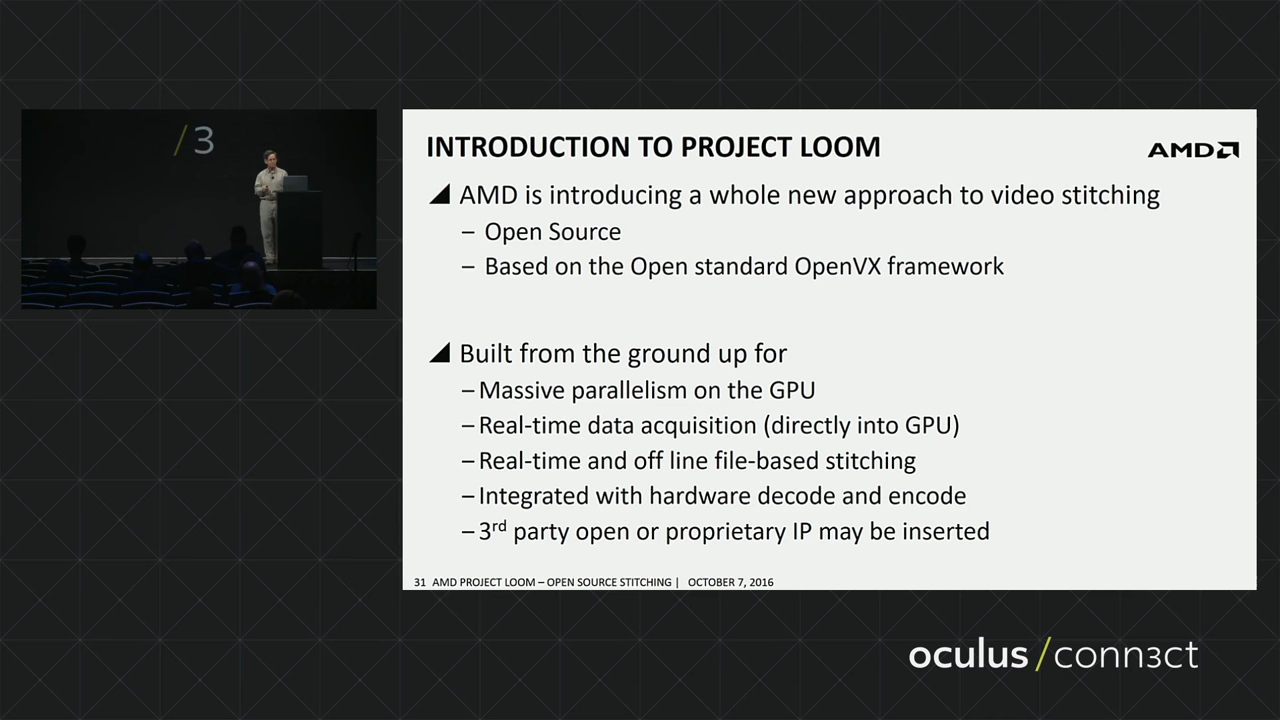 /3
INTRODUCTION TO PROJECT LOOM
AMD
AMD is introducing a whole new approach to video stitching
– Open Source
– Based on the Open standard OpenVX framework
Built from the ground up for
– Massive parallelism on the GPU
– Real-time data acquisition (directly into GPU)
– Real-time and off line file-based stitching
– Integrated with hardware decode and encode
– 3rd party open or proprietary IP may be inserted
31 AMD PROJECT LOOM – OPEN SOURCE STITCHING | OCTOBER 7, 2016
oculus /conn3ct